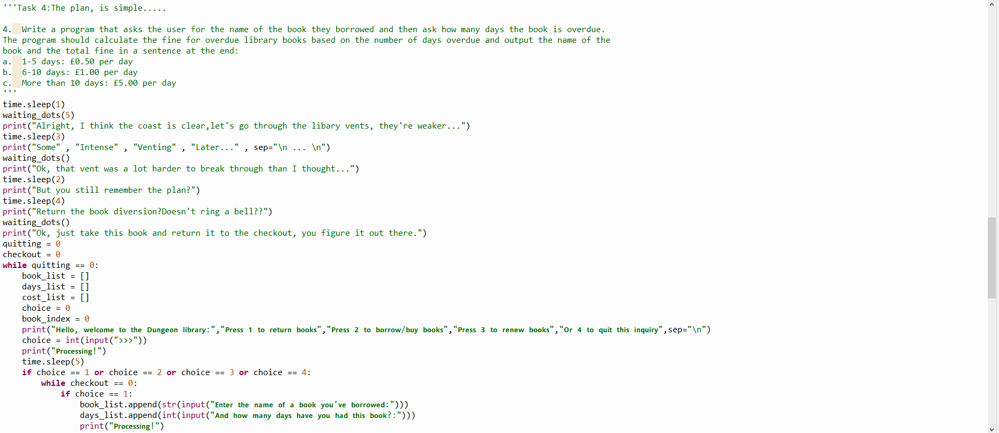 '''Task 4:The plan, is simple.....
4.  Write a program that asks the user for the name of the book they borrowed and then ask how many days the book is overdue.
The program should calculate the fine for overdue library books based on the number of days overdue and output the name of the
book and the total fine in a sentence at the end:
a.  1-5 days: £0.50 per day
b.  6-10 days: £1.00 per day
c.  More than 10 days: £5.00 per day
'''
time.sleep(1)
waiting_dots(5)
print("Alright, I think the coast is clear,let's go through the libary vents, they're weaker...")
time.sleep(3)
print("Some" , "Intense" , "Venting" , "Later..." , sep="\n ... \n")
waiting_dots()
print("Ok, that vent was a lot harder to break through than I thought...")
time.sleep(2)
print("But you still remember the plan?")
time.sleep(4)
print("Return the book diversion?Doesn't ring a bell??")
waiting_dots()
print("Ok, just take this book and return it to the checkout, you figure it out there.")
quitting = 0
checkout = 0
while quitting == 0:
    book_list = []
    days_list = []
    cost_list = []
    choice = 0
    book_index = 0
    print("Hello, welcome to the Dungeon library:","Press 1 to return books","Press 2 to borrow/buy books","Press 3 to renew books","Or 4 to quit this inquiry",sep="\n")
    choice = int(input(">>>"))
    print("Processing!")
    time.sleep(5)
    if choice == 1 or choice == 2 or choice == 3 or choice == 4:
        while checkout == 0:
            if choice == 1:
                book_list.append(str(input("Enter the name of a book you've borrowed:")))
                days_list.append(int(input("And how many days have you had this book?:")))
                print("Processing!")